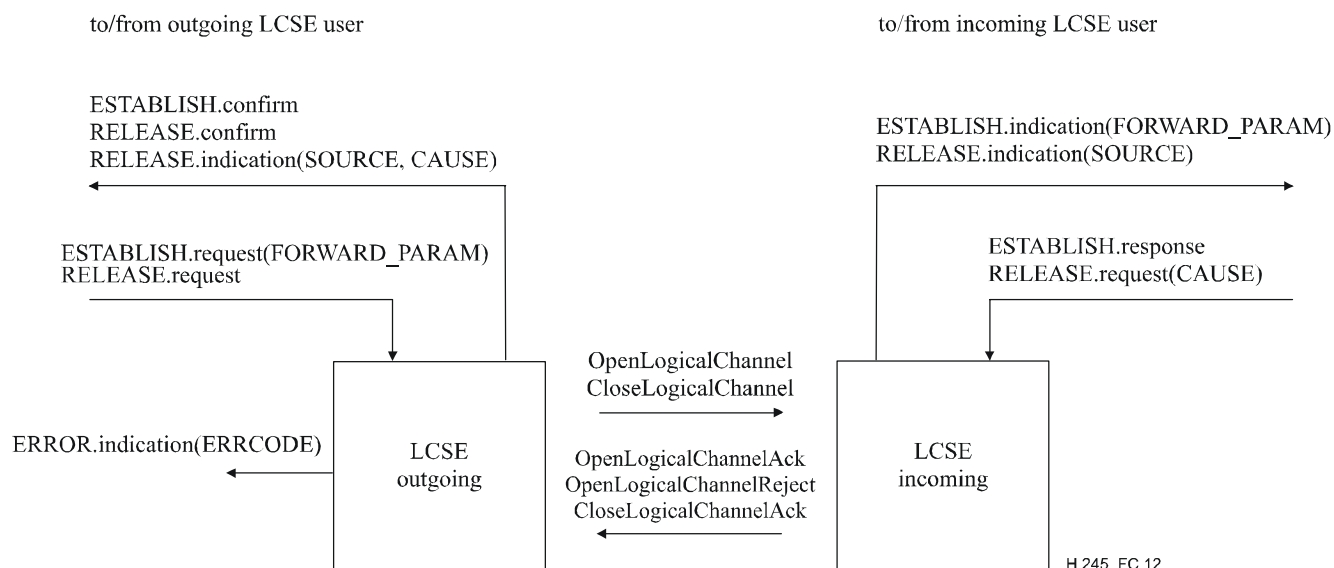 to/from outgoing LCSE user
to/from incoming LCSE user
ESTABLISH.confirm
RELEASE.confirm
RELEASE.indication(SOURCE, CAUSE)
ESTABLISH.indication(FORWARD_PARAM)
RELEASE.indication(SOURCE)
ESTABLISH.request(FORWARD_PARAM)
RELEASE.request
ESTABLISH.response
RELEASE.request(CAUSE)
OpenLogicalChannel
CloseLogicalChannel
ERROR.indication(ERRCODE)
LCSE
outgoing
OpenLogicalChannelAck
OpenLogicalChannelReject
CloseLogicalChannelAck
LCSE
incoming
H.245_FC.12